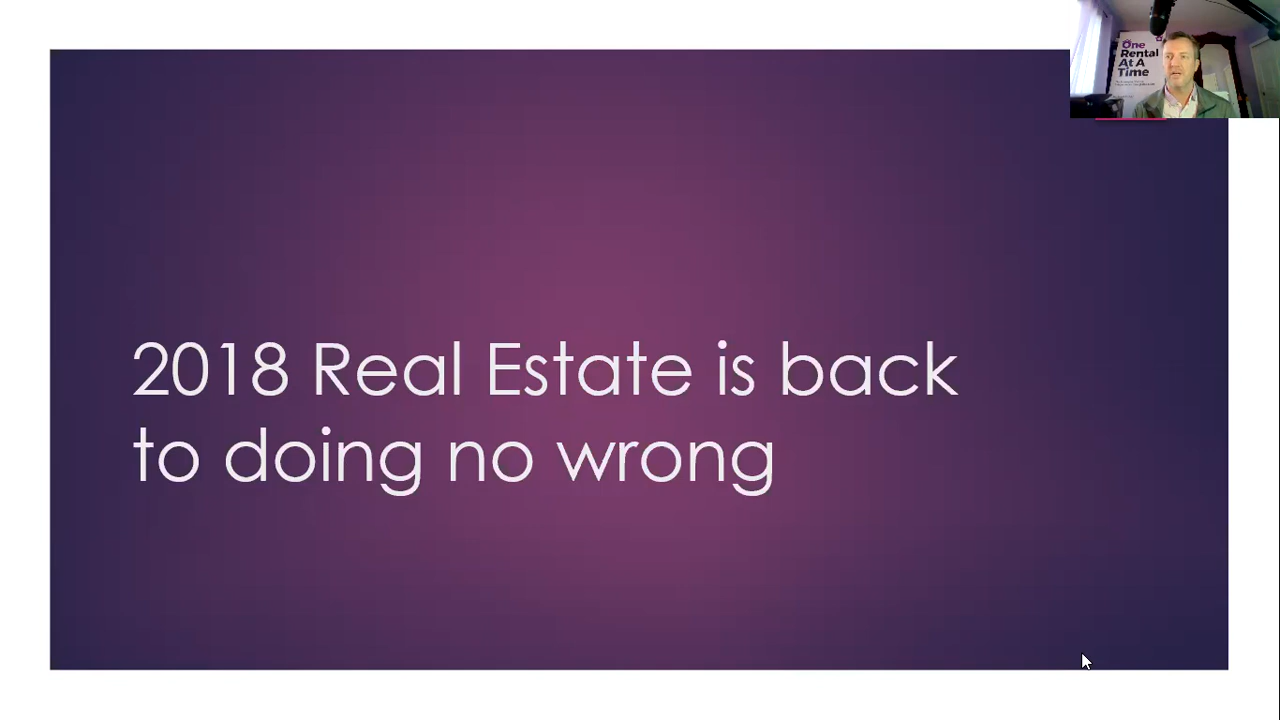 One
Rental
At A
Time
2018 Real Estate is back
to doing no wrong